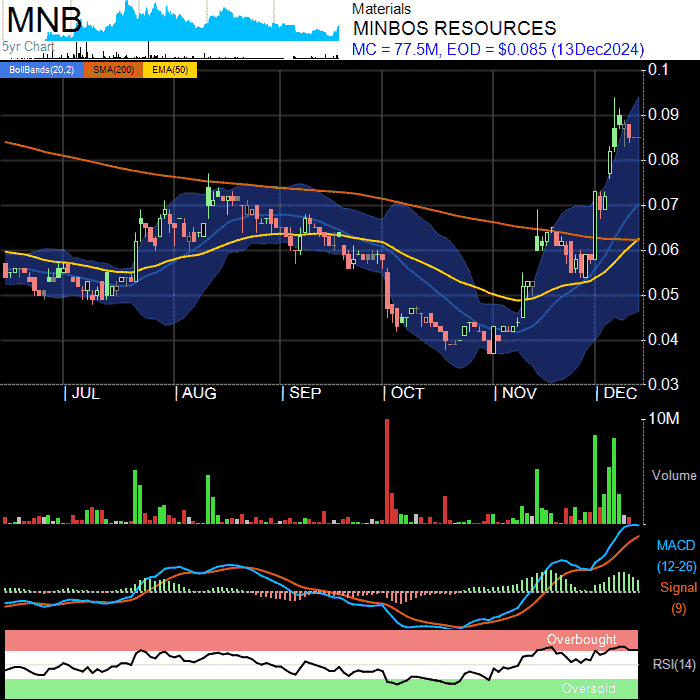 MNB
5yr Chart
Materials
MINBOS RESOURCES
MC = 77.5M, EOD = $0.085 (13Dec2024)
BollBands(20,2) SMA(200) EMA(50)
0.1
0.09
0.08
0.07
0.06
0.05
0.04
0.03
| JUL | AUG | SEP | OCT | NOV | DEC
10M
Volume
MACD
(12-26)
Signal
(9)
Overbought
RSI(14)
Oversold